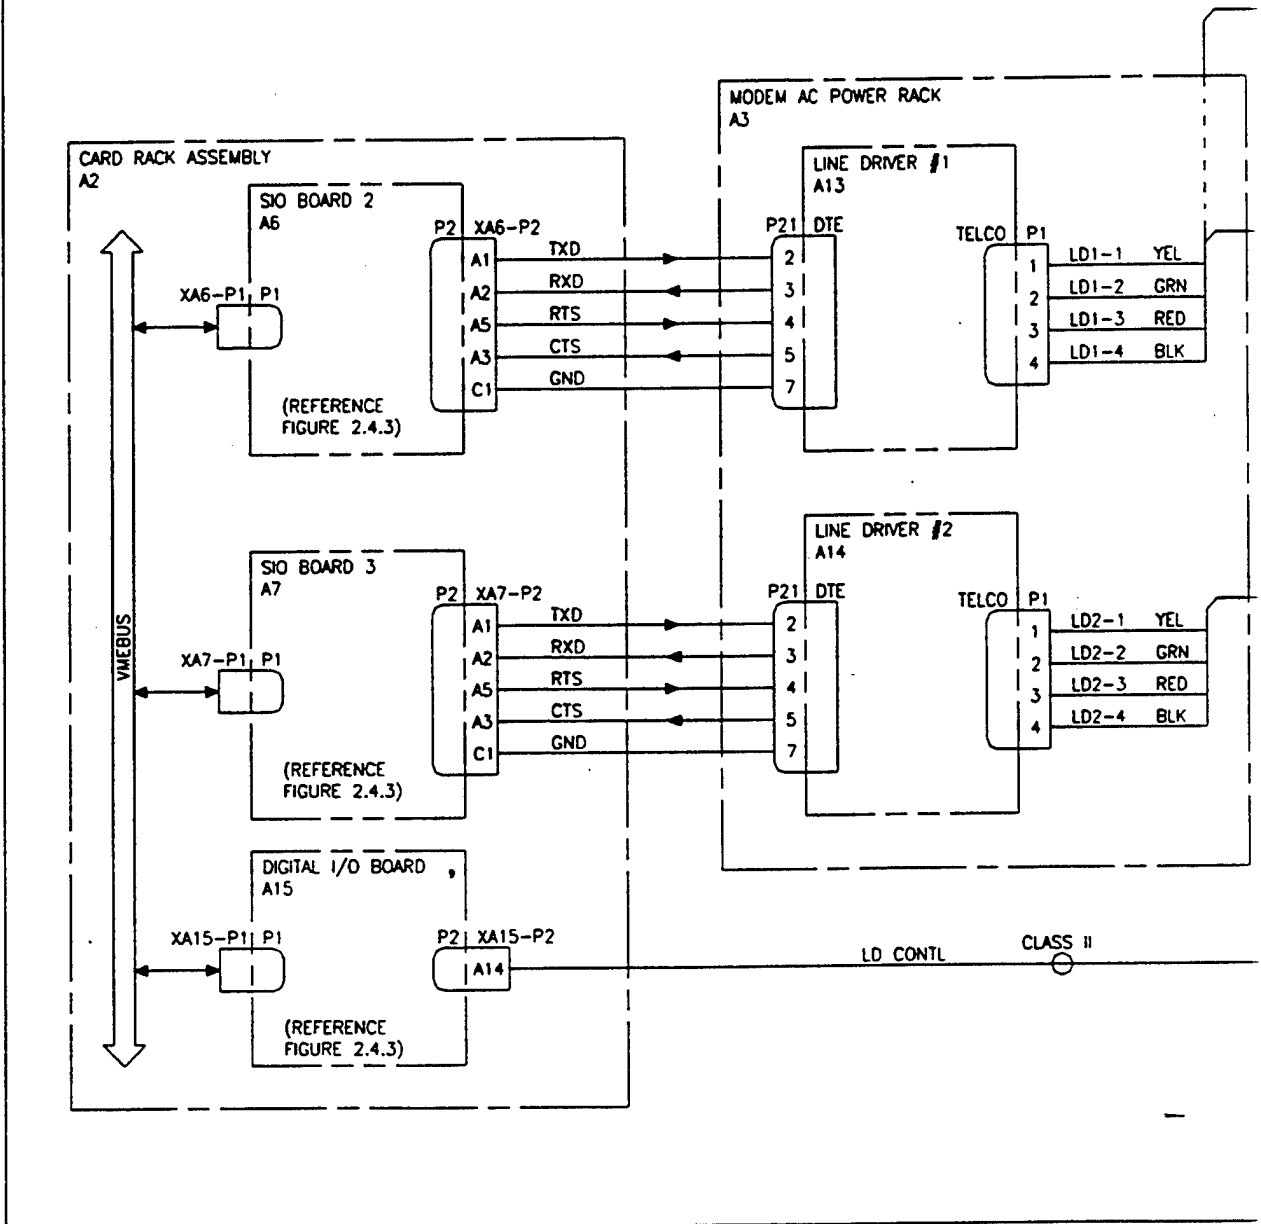 MODEM AC POWER RACK
A3
CARD RACK ASSEMBLY
A2
SIO BOARD 2
A6
XA6-P1 P1
P2 XA6-P2
A1 TXD
A2 RXD
A5 RTS
A3 CTS
C1 GND
(REFERENCE
FIGURE 2.4.3)
LINE DRIVER #1
A13
P21 DTE
2
3
4
5
7
TELCO P1
1 LD1-1 YEL
2 LD1-2 GRN
3 LD1-3 RED
4 LD1-4 BLK
VMEBUS
SIO BOARD 3
A7
XA7-P1 P1
P2 XA7-P2
A1 TXD
A2 RXD
A5 RTS
A3 CTS
C1 GND
(REFERENCE
FIGURE 2.4.3)
LINE DRIVER #2
A14
P21 DTE
2
3
4
5
7
TELCO P1
1 LD2-1 YEL
2 LD2-2 GRN
3 LD2-3 RED
4 LD2-4 BLK
DIGITAL I/O BOARD
A15
XA15-P1 P1
P2 XA15-P2
A14
LD CONTL
CLASS II
(REFERENCE
FIGURE 2.4.3)